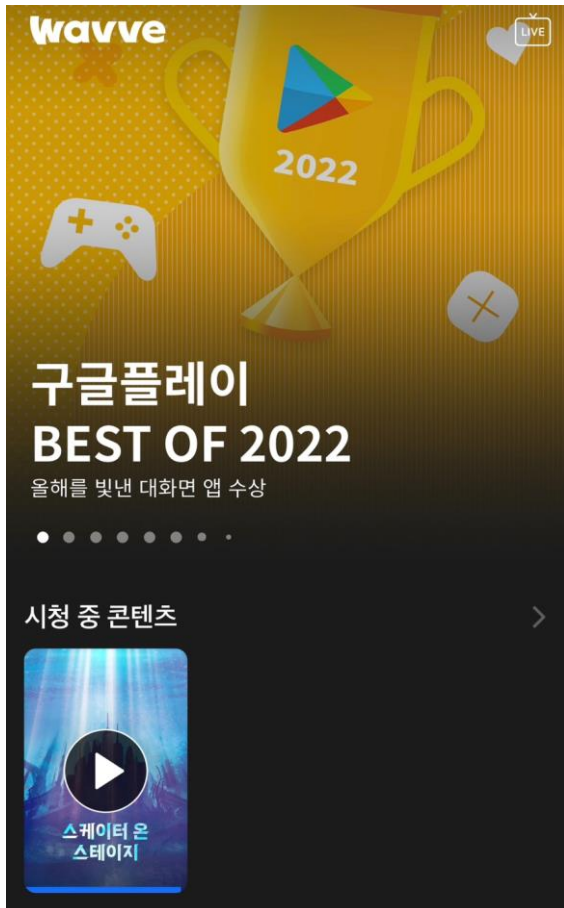 wavve
LIVE
2022
구글플레이
BEST OF 2022
올해를 빛낸 대화면 앱 수상
시청 중 콘텐츠
스케이터 온
스테이지